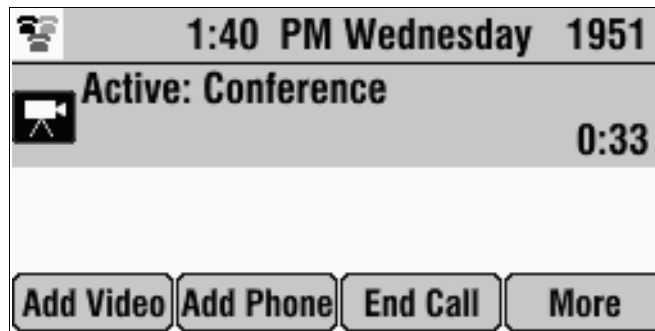 1:40 PM Wednesday 1951
Active: Conference
0:33
Add Video Add Phone End Call More